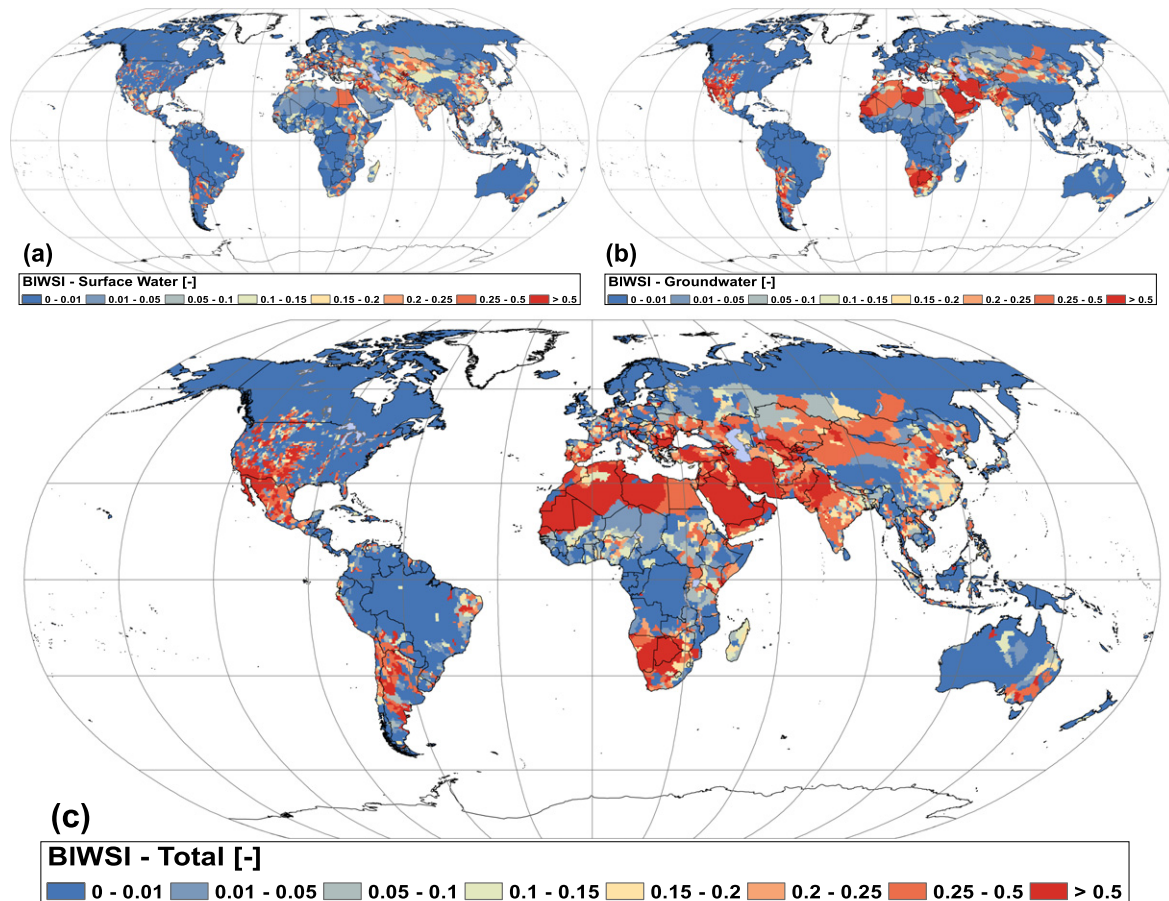 (a)
(b)
BIWSI - Surface Water [-]
0 - 0.01 0.01 - 0.05 0.05 - 0.1 0.1 - 0.15 0.15 - 0.2 0.2 - 0.25 0.25 - 0.5 > 0.5
BIWSI - Groundwater [-]
0 - 0.01 0.01 - 0.05 0.05 - 0.1 0.1 - 0.15 0.15 - 0.2 0.2 - 0.25 0.25 - 0.5 > 0.5
(c)
BIWSI - Total [-]
0 - 0.01 0.01 - 0.05 0.05 - 0.1 0.1 - 0.15 0.15 - 0.2 0.2 - 0.25 0.25 - 0.5 > 0.5